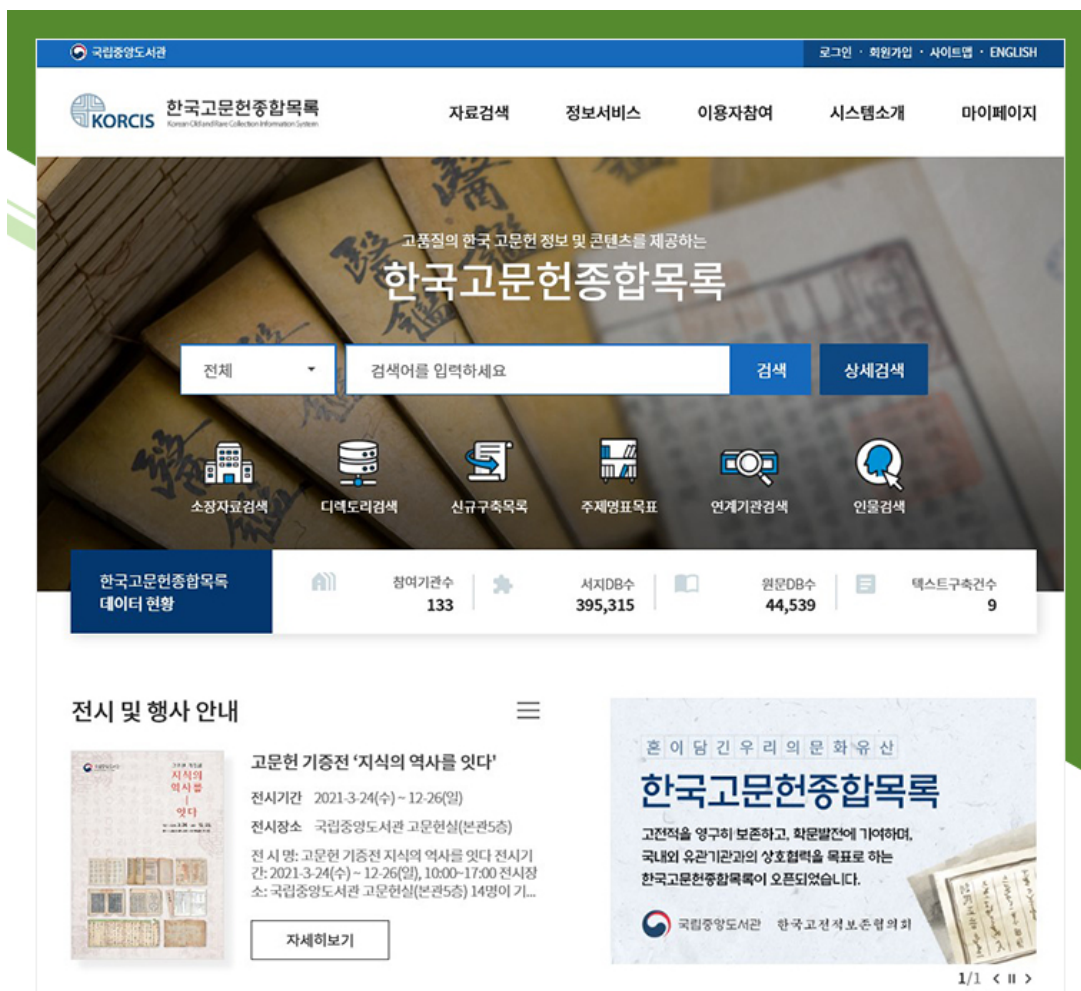 국립중앙도서관
로그인 · 회원가입 · 사이트맵 · ENGLISH
KORCIS 한국고문헌종합목록
Korean Old and Rare Collection Information System
자료검색 정보서비스 이용자참여 시스템소개 마이페이지
고품질의 한국 고문헌 정보 및 콘텐츠를 제공하는
한국고문헌종합목록
전체 검색어를 입력하세요 검색 상세검색
소장자료검색 디렉토리검색 신규구축목록 주제명표목표 연계기관검색 인물검색
한국고문헌종합목록
데이터 현황
참여기관수
133
서지DB수
395,315
원문DB수
44,539
텍스트구축건수
9
전시 및 행사 안내
지식의
역사를
잇다
고문헌 기증전 ‘지식의 역사를 잇다’
전시기간 2021-3-24(수) ~ 12-26(일)
전시장소 국립중앙도서관 고문헌실(본관5층)
전 시 명: 고문헌 기증전 지식의 역사를 잇다 전시기
간: 2021-3-24(수) ~ 12-26(일), 10:00~17:00 전시장
소: 국립중앙도서관 고문헌실(본관5층) 14명이 기...
자세히보기
혼이 담긴 우리의 문화유산
한국고문헌종합목록
고전적을 영구히 보존하고, 학문발전에 기여하며,
국내외 유관기관과의 상호협력을 목표로 하는
한국고문헌종합목록이 오픈되었습니다.
국립중앙도서관 한국고전적보존협의회
1/1